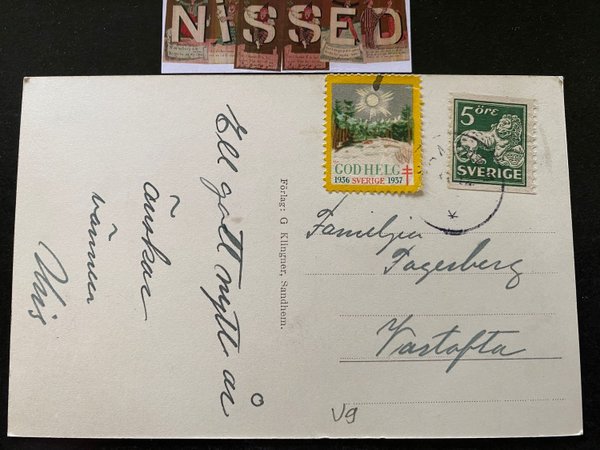 NISSED
Ett gott nytt år
önskar
vännen
Förlag: G Klingner, Sandhem.
GOD HELG
1936 SVERIGE 1937
5 ÖRE
SVERIGE
Familjen
Fagerberg
Vartofta
Vg